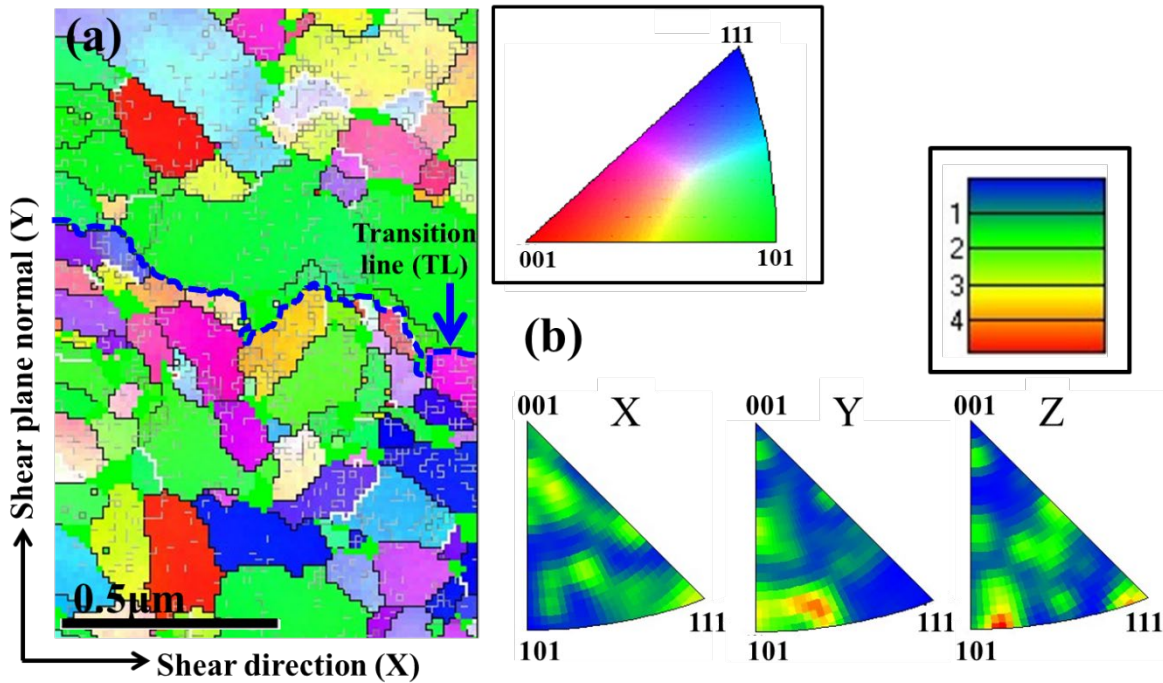 (a)
Transition
line (TL)
Shear plane normal (Y)
0.5μm
Shear direction (X)
111
001
101
1
2
3
4
(b)
001
X
101
111
001
Y
101
111
001
Z
101
111